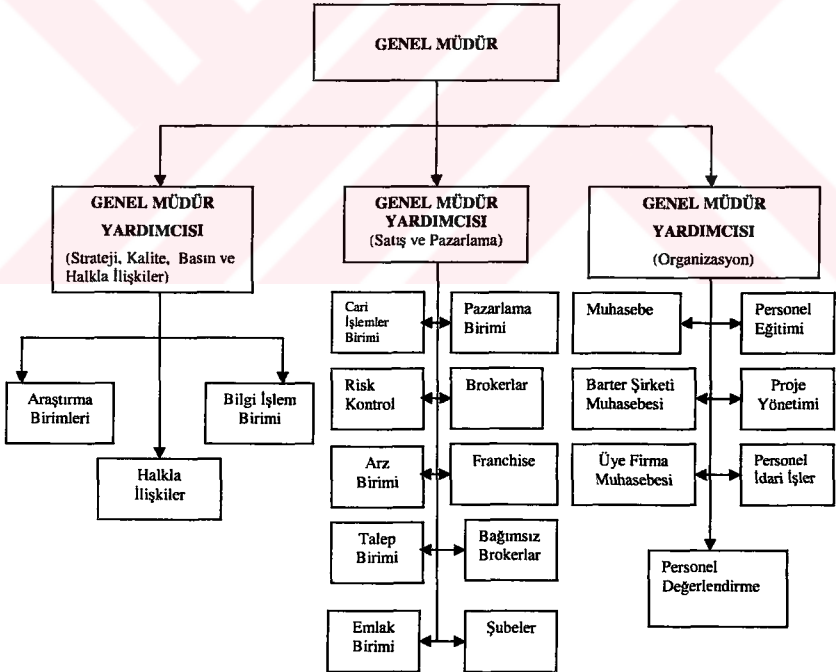 GENEL MÜDÜR
GENEL MÜDÜR
YARDIMCISI
(Strateji, Kalite, Basın ve
Halkla İlişkiler)
GENEL MÜDÜR
YARDIMCISI
(Satış ve Pazarlama)
GENEL MÜDÜR
YARDIMCISI
(Organizasyon)
Araştırma
Birimleri
Bilgi İşlem
Birimi
Halkla
İlişkiler
Cari
İşlemler
Birimi
Pazarlama
Birimi
Risk
Kontrol
Brokerlar
Arz
Birimi
Franchise
Talep
Birimi
Bağımsız
Brokerlar
Emlak
Birimi
Şubeler
Muhasebe
Personel
Eğitimi
Barter Şirketi
Muhasebesi
Proje
Yönetimi
Üye Firma
Muhasebesi
Personel
İdari İşler
Personel
Değerlendirme